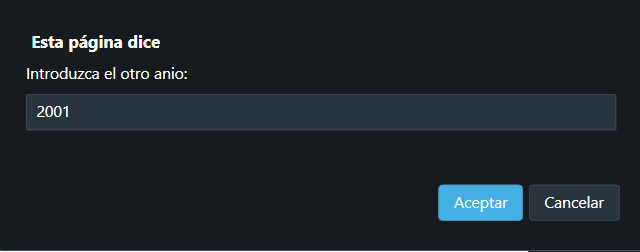 Esta página dice
Introduzca el otro anio:
2001
Aceptar Cancelar